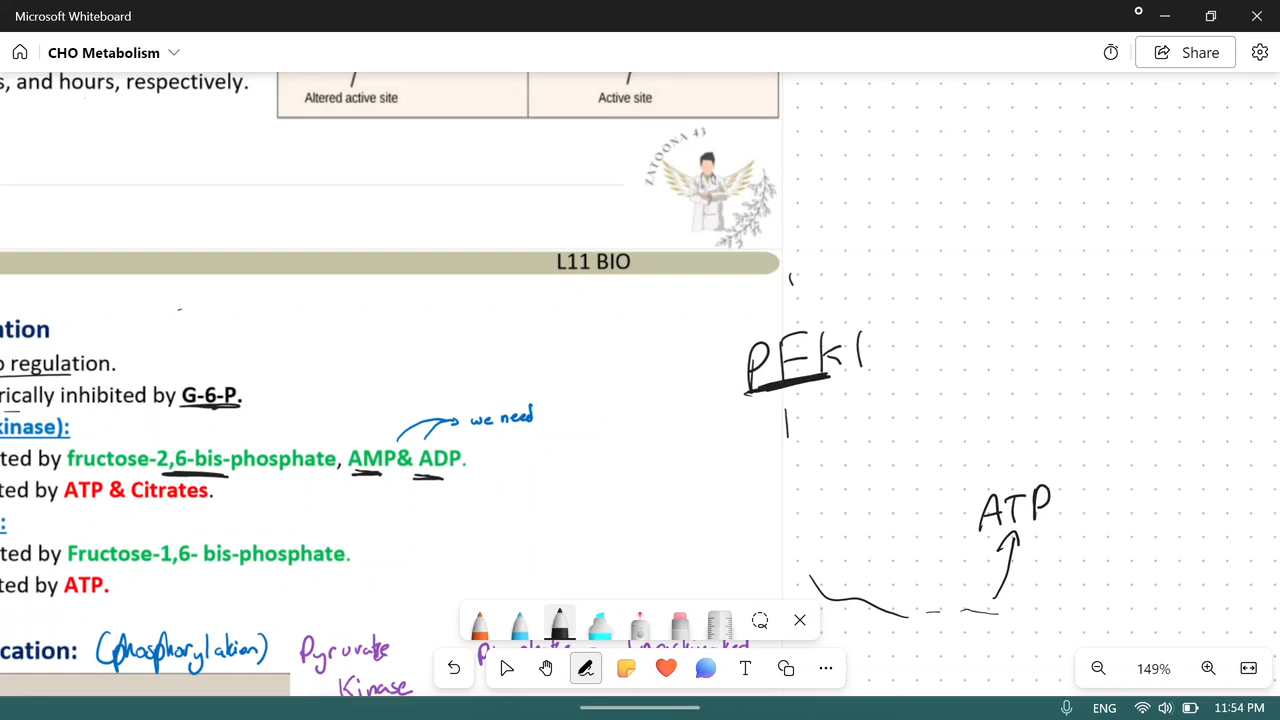 Microsoft Whiteboard
CHO Metabolism
Share
s, and hours, respectively.
Altered active site
Active site
ZATOONA 43
L11 BIO
ation
o regulation.
PFK1
rically inhibited by G-6-P.
kinase):
we need
ted by fructose-2,6-bis-phosphate, AMP& ADP.
ted by ATP & Citrates.
ATP
:
ted by Fructose-1,6- bis-phosphate.
ted by ATP.
cation: (phosphorylation) Pyruvate
Kinase
149%
ENG
11:54 PM